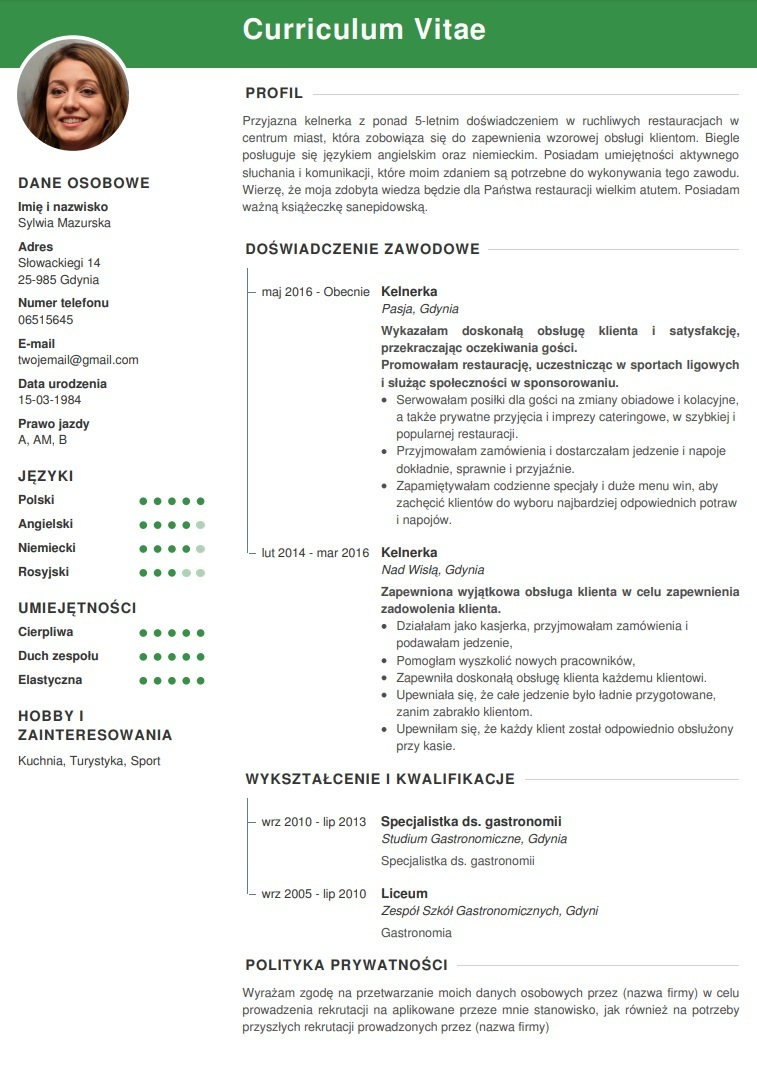 Curriculum Vitae
DANE OSOBOWE
Imię i nazwisko
Sylwia Mazurska
Adres
Słowackiegi 14
25-985 Gdynia
Numer telefonu
06515645
E-mail
twojemail@gmail.com
Data urodzenia
15-03-1984
Prawo jazdy
A, AM, B
JĘZYKI
Polski
Angielski
Niemiecki
Rosyjski
UMIEJĘTNOŚCI
Cierpliwa
Duch zespołu
Elastyczna
HOBBY I
ZAINTERESOWANIA
Kuchnia, Turystyka, Sport
PROFIL
Przyjazna kelnerka z ponad 5-letnim doświadczeniem w ruchliwych restauracjach w
centrum miast, która zobowiąza się do zapewnienia wzorowej obsługi klientom. Biegle
posługuje się językiem angielskim oraz niemieckim. Posiadam umiejętności aktywnego
słuchania i komunikacji, które moim zdaniem są potrzebne do wykonywania tego zawodu.
Wierzę, że moja zdobyta wiedza będzie dla Państwa restauracji wielkim atutem. Posiadam
ważną książeczkę sanepidowską.
DOŚWIADCZENIE ZAWODOWE
maj 2016 - Obecnie Kelnerka
Pasja, Gdynia
Wykazałam doskonałą obsługę klienta i satysfakcję,
przekraczając oczekiwania gości.
Promowałam restaurację, uczestnicząc w sportach ligowych
i służąc społeczności w sponsorowaniu.
• Serwowałam posiłki dla gości na zmiany obiadowe i kolacyjne,
a także prywatne przyjęcia i imprezy cateringowe, w szybkiej i
popularnej restauracji.
• Przyjmowałam zamówienia i dostarczałam jedzenie i napoje
dokładnie, sprawnie i przyjaźnie.
• Zapamiętywałam codzienne specjały i duże menu win, aby
zachęcić klientów do wyboru najbardziej odpowiednich potraw
i napojów.
lut 2014 - mar 2016 Kelnerka
Nad Wisłą, Gdynia
Zapewniona wyjątkowa obsługa klienta w celu zapewnienia
zadowolenia klienta.
• Działałam jako kasjerka, przyjmowałam zamówienia i
podawałam jedzenie,
• Pomogłam wyszkolić nowych pracowników,
• Zapewniła doskonałą obsługę klienta każdemu klientowi.
• Upewniała się, że całe jedzenie było ładnie przygotowane,
zanim zabrakło klientom.
• Upewniłam się, że każdy klient został odpowiednio obsłużony
przy kasie.
WYKSZTAŁCENIE I KWALIFIKACJE
wrz 2010 - lip 2013 Specjalistka ds. gastronomii
Studium Gastronomiczne, Gdynia
Specjalistka ds. gastronomii
wrz 2005 - lip 2010 Liceum
Zespół Szkół Gastronomicznych, Gdyni
Gastronomia
POLITYKA PRYWATNOŚCI
Wyrażam zgodę na przetwarzanie moich danych osobowych przez (nazwa firmy) w celu
prowadzenia rekrutacji na aplikowane przeze mnie stanowisko, jak również na potrzeby
przyszłych rekrutacji prowadzonych przez (nazwa firmy)